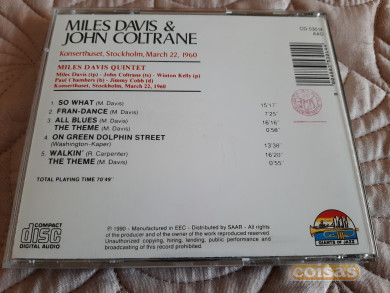 MILES DAVIS &
JOHN COLTRANE
CD 53014
AAD
Konserthuset, Stockholm, March 22, 1960
MILES DAVIS QUINTET
Miles Davis (tp) - John Coltrane (ts) - Winton Kelly (p)
Paul Chambers (b) - Jimmy Cobb (d)
Konserthuset, Stockholm, March 22, 1960
1. SO WHAT (M. Davis) 15'17"
2. FRAN-DANCE (M. Davis) 7'25"
3. ALL BLUES (M. Davis) 16'16"
THE THEME (M. Davis) 0'56"
4. ON GREEN DOLPHIN STREET
(Washington-Kaper) 13'38"
5. WALKIN' (R. Carpenter) 16'20"
THE THEME (M. Davis) 0'55"
TOTAL PLAYING TIME 70'49"
COMPACT
disc
DIGITAL AUDIO
℗ 1990 - Manufactured in EEC - Distributed by SAAR - All rights
of the producer and of the owner of the work reproduced reserved.
Unauthorized copying, hiring, lending, public performance and
broadcasting of this record prohibited.
GIANTS OF JAZZ
coisas